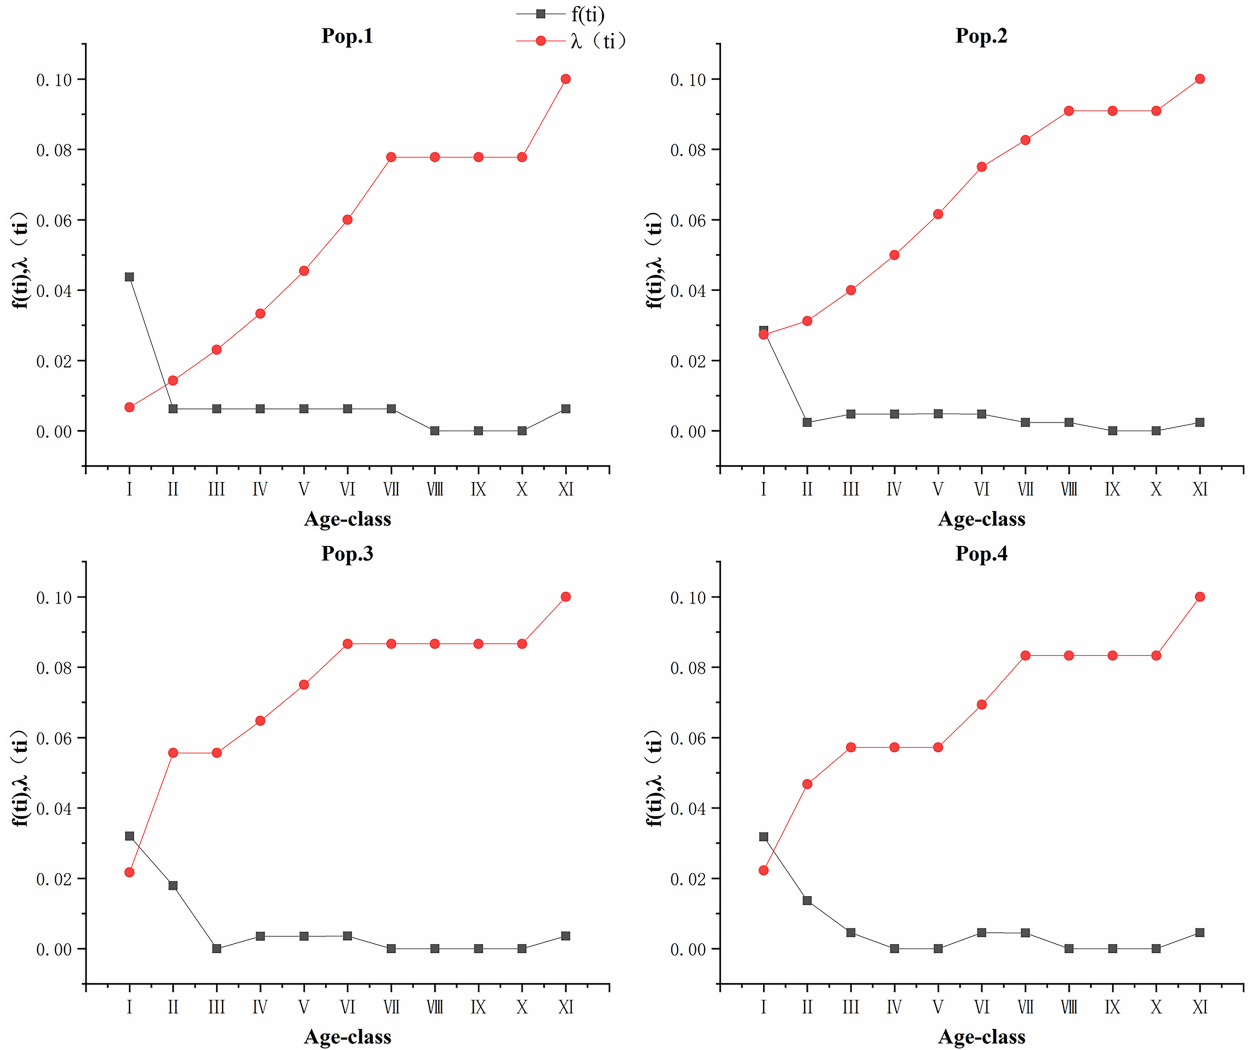 f(ti)
λ（ti）
Pop.1
0.10
0.08
0.06
0.04
0.02
0.00
f(ti),λ（ti）
I II III IV V VI VII VIII IX X XI
Age-class
Pop.2
0.10
0.08
0.06
0.04
0.02
0.00
f(ti),λ（ti）
I II III IV V VI VII VIII IX X XI
Age-class
Pop.3
0.10
0.08
0.06
0.04
0.02
0.00
f(ti),λ（ti）
I II III IV V VI VII VIII IX X XI
Age-class
Pop.4
0.10
0.08
0.06
0.04
0.02
0.00
f(ti),λ（ti）
I II III IV V VI VII VIII IX X XI
Age-class